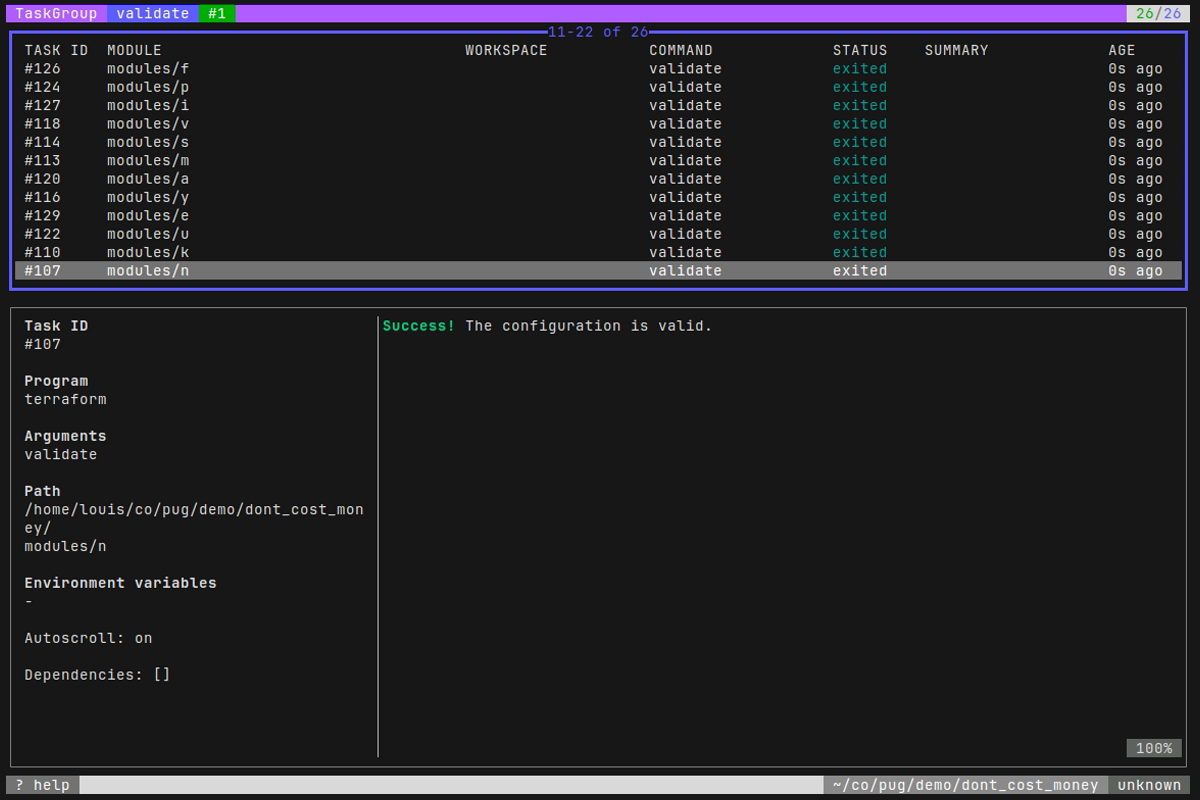 TaskGroup validate #1 26/26
11-22 of 26
TASK ID MODULE WORKSPACE COMMAND STATUS SUMMARY AGE
#126 modules/f validate exited 0s ago
#124 modules/p validate exited 0s ago
#127 modules/i validate exited 0s ago
#118 modules/v validate exited 0s ago
#114 modules/s validate exited 0s ago
#113 modules/m validate exited 0s ago
#120 modules/a validate exited 0s ago
#116 modules/y validate exited 0s ago
#129 modules/e validate exited 0s ago
#122 modules/u validate exited 0s ago
#110 modules/k validate exited 0s ago
#107 modules/n validate exited 0s ago
Task ID
#107
Program
terraform
Arguments
validate
Path
/home/louis/co/pug/demo/dont_cost_mon
ey/
modules/n
Environment variables
-
Autoscroll: on
Dependencies: []
Success! The configuration is valid.
100%
? help ~/co/pug/demo/dont_cost_money unknown